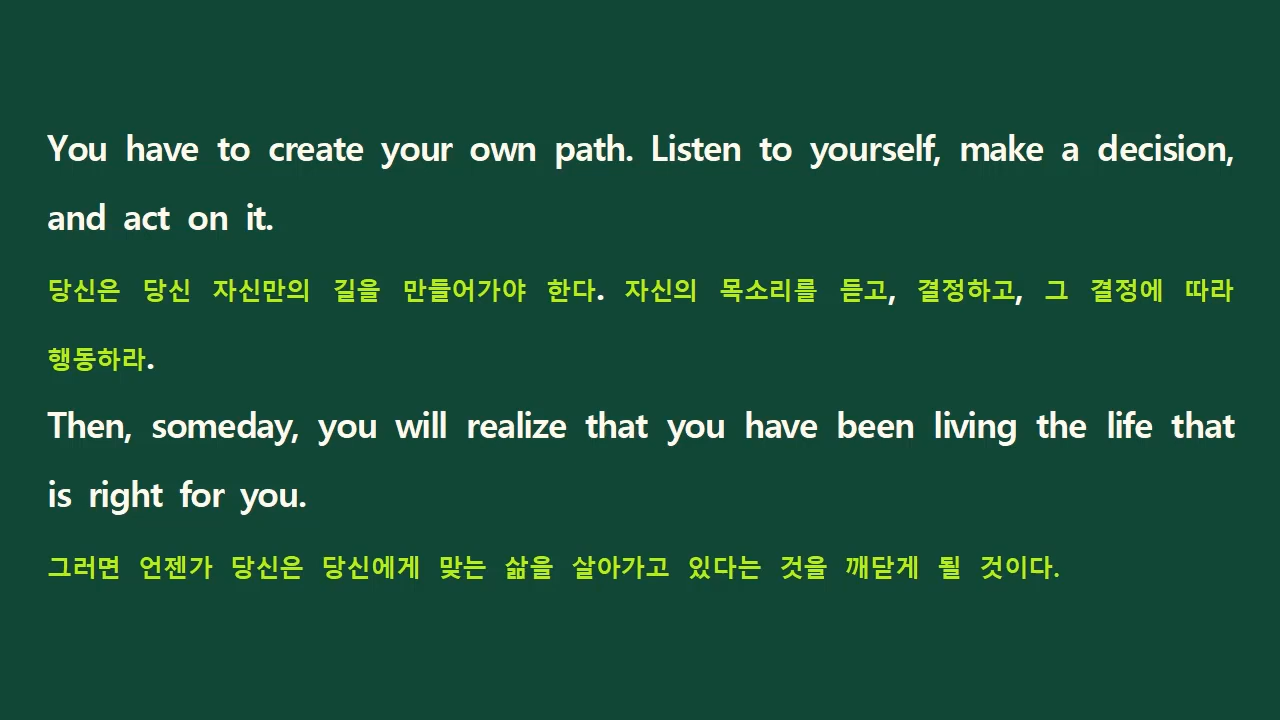 You have to create your own path. Listen to yourself, make a decision,
and act on it.
당신은 당신 자신만의 길을 만들어가야 한다. 자신의 목소리를 듣고, 결정하고, 그 결정에 따라
행동하라.
Then, someday, you will realize that you have been living the life that
is right for you.
그러면 언젠가 당신은 당신에게 맞는 삶을 살아가고 있다는 것을 깨닫게 될 것이다.